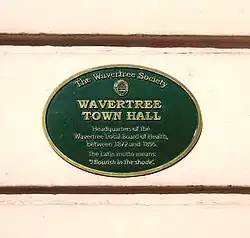 The Wavertree Society
WAVERTREE
TOWN HALL
Headquarters of the
Wavertree Local Board of Health,
between 1872 and 1895.
The Latin motto means:
"I flourish in the shade".